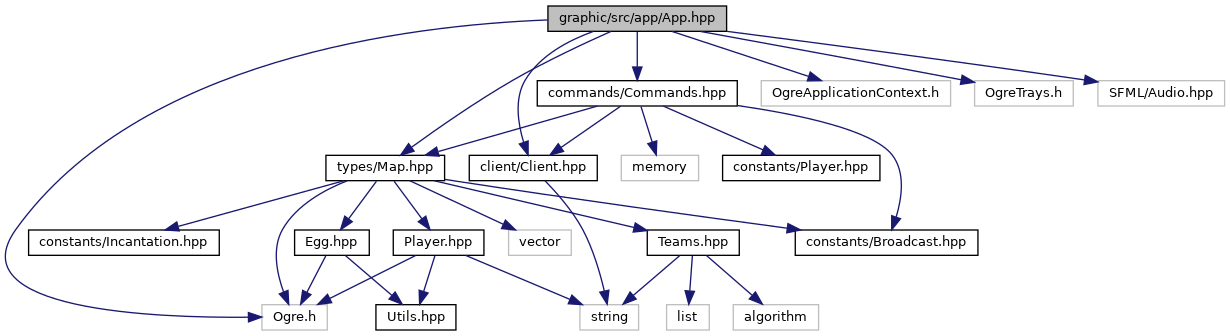 graphic/src/app/App.hpp
commands/Commands.hpp
OgreApplicationContext.h
OgreTrays.h
SFML/Audio.hpp
types/Map.hpp
client/Client.hpp
memory
constants/Player.hpp
constants/Incantation.hpp
Egg.hpp
Player.hpp
vector
Teams.hpp
constants/Broadcast.hpp
Ogre.h
Utils.hpp
string
list
algorithm